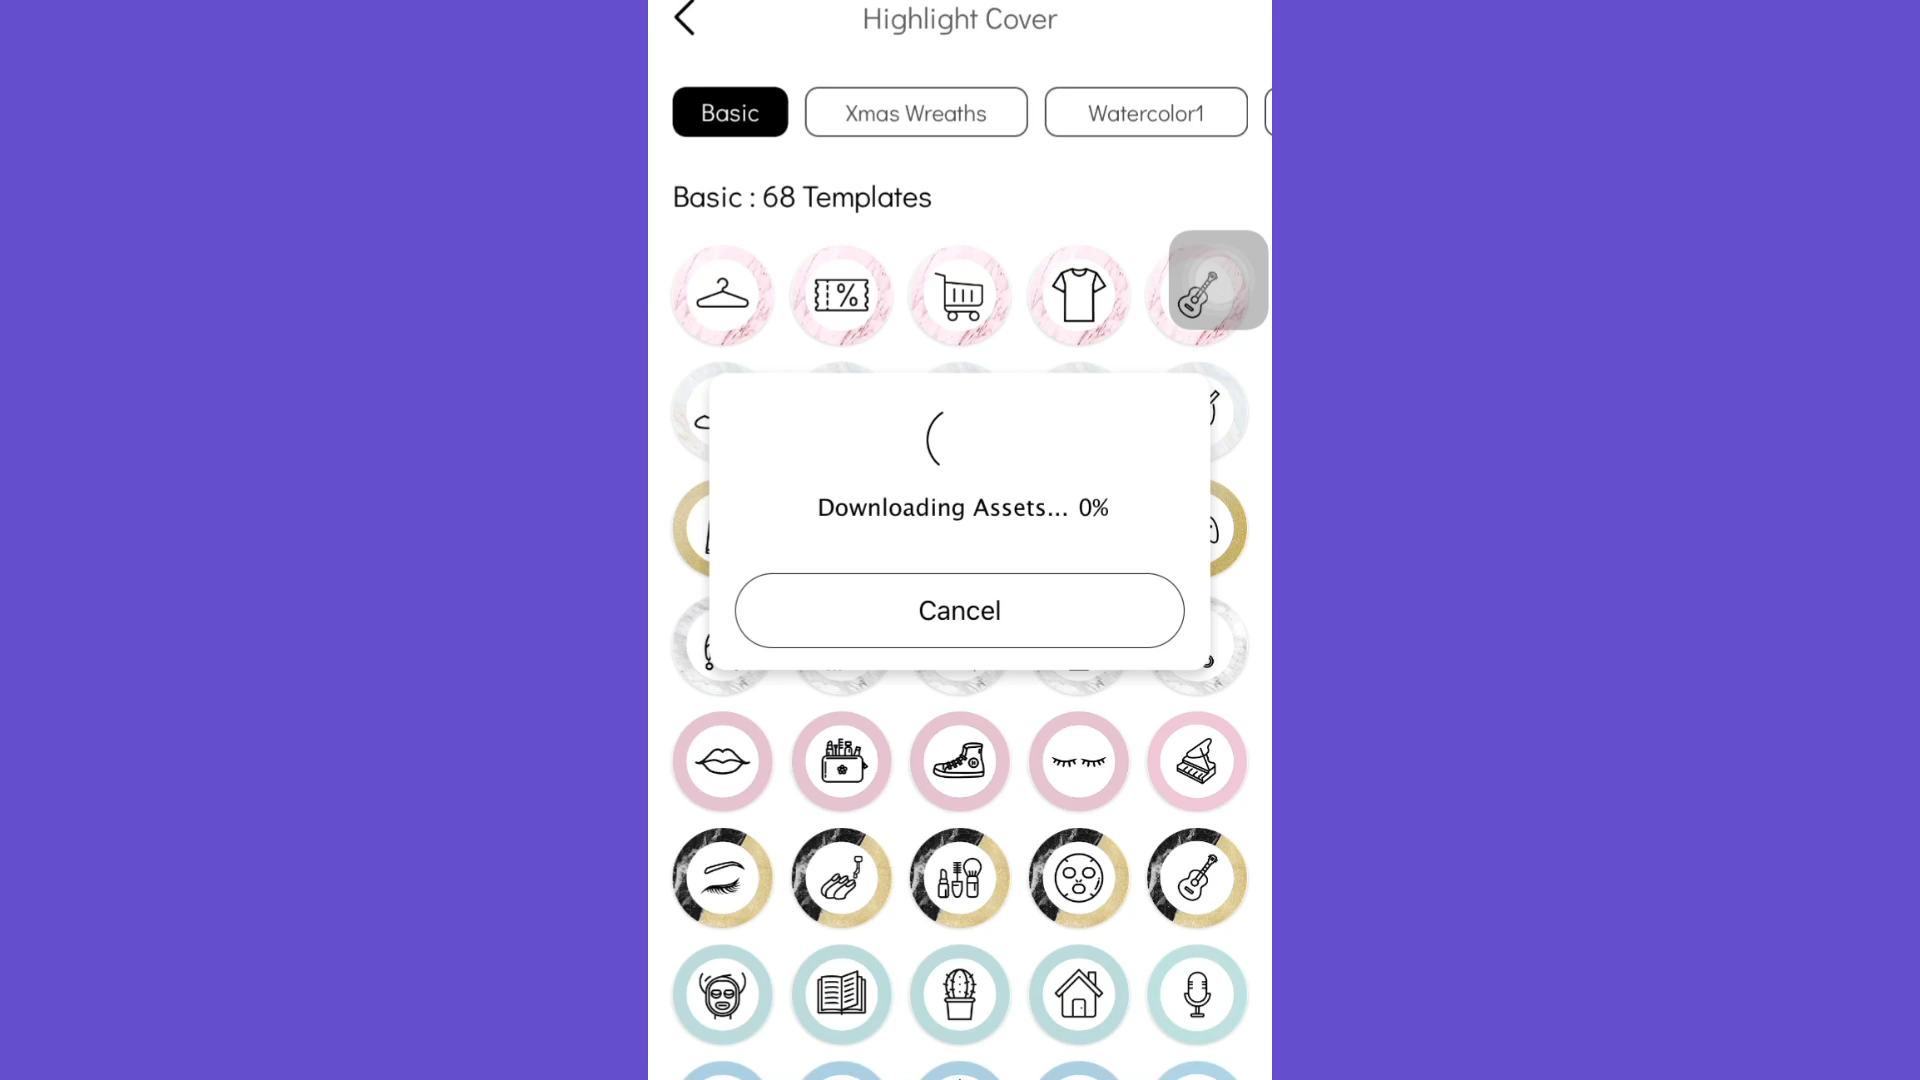 Highlight Cover
Basic
Xmas Wreaths
Watercolor1
Basic : 68 Templates
%
Downloading Assets... 0%
Cancel